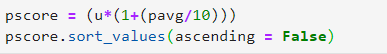 pscore = (u*(1+(pavg/10)))
pscore.sort_values(ascending = False)